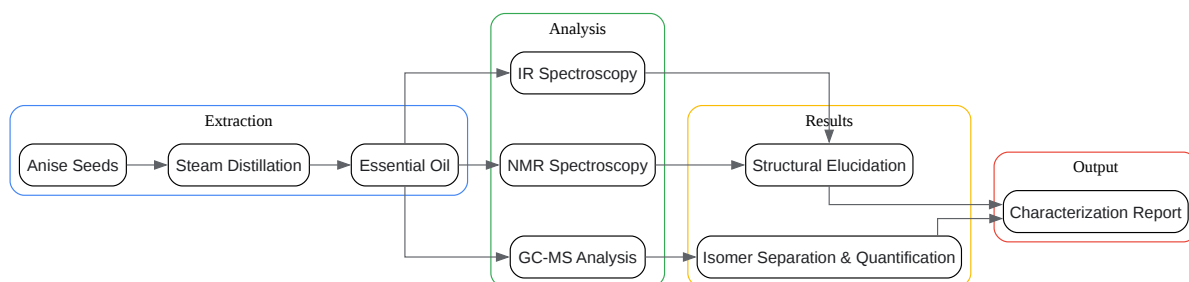 Extraction
Anise Seeds
Steam Distillation
Essential Oil
Analysis
IR Spectroscopy
NMR Spectroscopy
GC-MS Analysis
Results
Structural Elucidation
Isomer Separation & Quantification
Output
Characterization Report